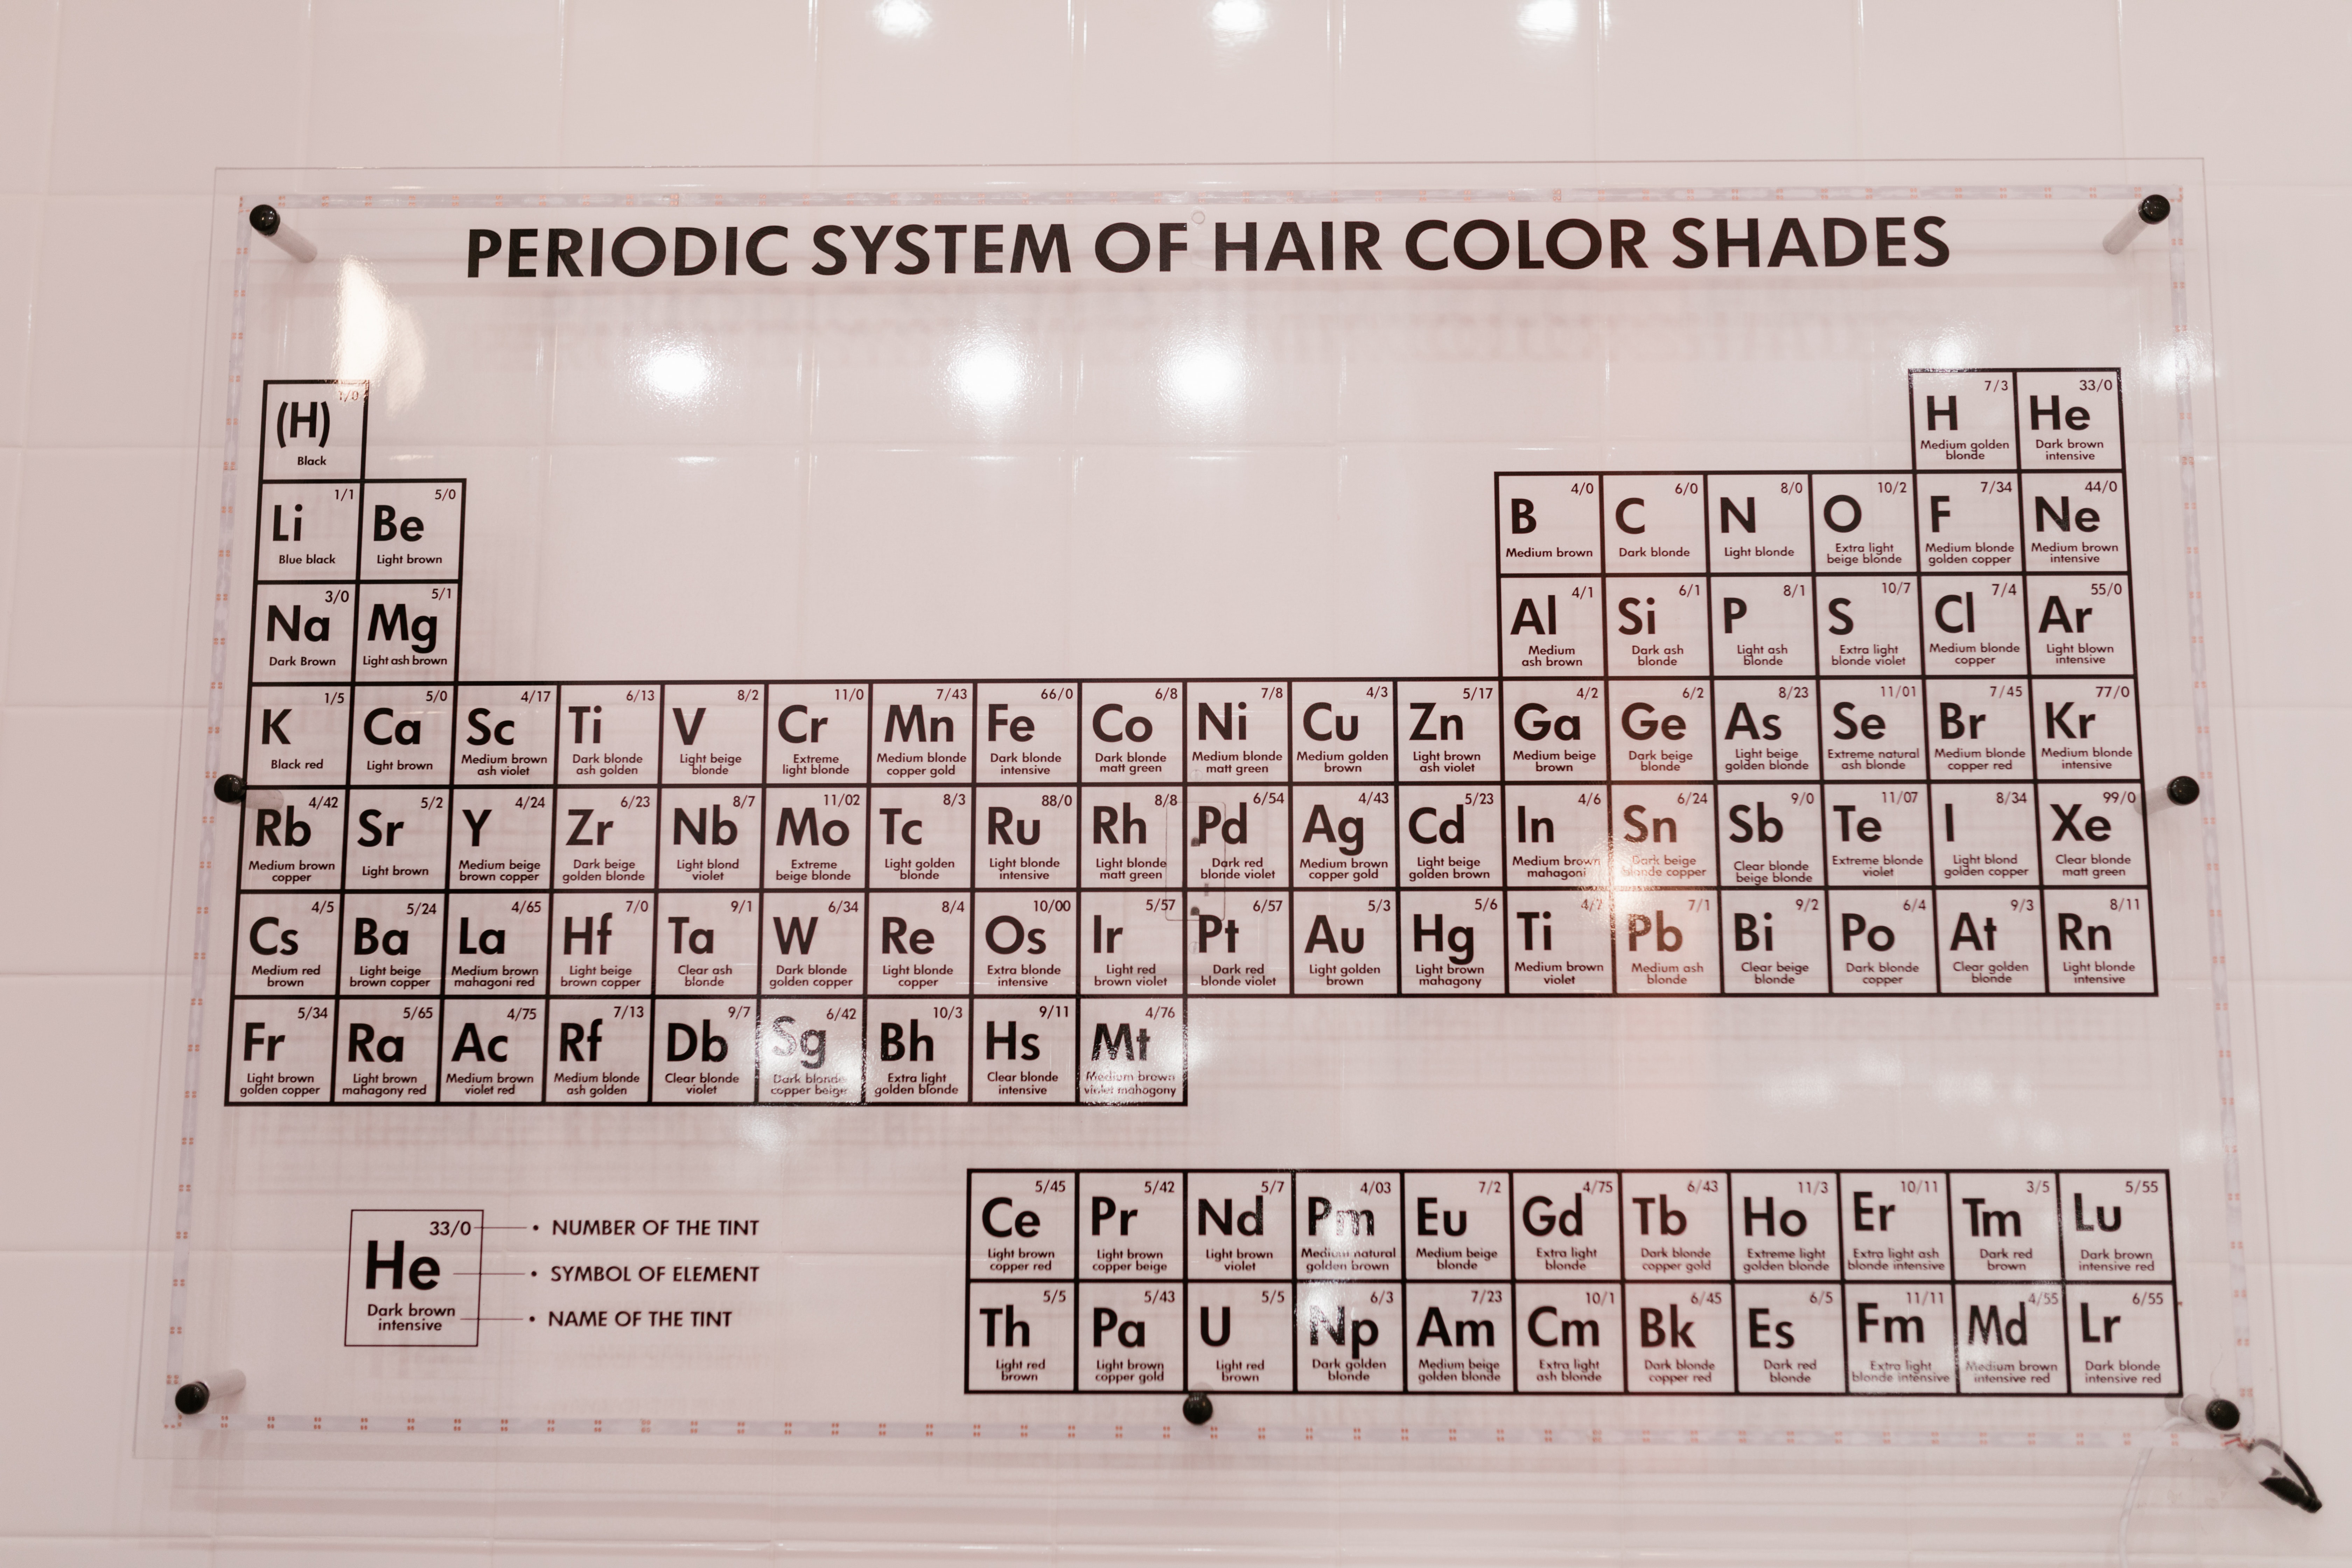 PERIODIC SYSTEM OF HAIR COLOR SHADES
1/0
(H)
Black
7/3
H
Medium golden
blonde
33/0
He
Dark brown
intensive
1/1
Li
Blue black
5/0
Be
Light brown
4/0
B
Medium brown
6/0
C
Dark blonde
8/0
N
Light blonde
10/2
O
Extra light
beige blonde
7/34
F
Medium blonde
golden copper
44/0
Ne
Medium brown
intensive
3/0
Na
Dark Brown
5/1
Mg
Light ash brown
4/1
Al
Medium
ash brown
6/1
Si
Dark ash
blonde
8/1
P
Light ash
blonde
10/7
S
Extra light
blonde violet
7/4
Cl
Medium blonde
copper
55/0
Ar
Light blown
intensive
1/5
K
Black red
5/0
Ca
Light brown
4/17
Sc
Medium brown
ash violet
6/13
Ti
Dark blonde
ash golden
8/2
V
Light beige
blonde
11/0
Cr
Extreme
light blonde
7/43
Mn
Medium blonde
copper gold
66/0
Fe
Dark blonde
intensive
6/8
Co
Dark blonde
matt green
7/8
Ni
Medium blonde
matt green
4/3
Cu
Medium golden
brown
5/17
Zn
Light brown
ash violet
4/2
Ga
Medium beige
brown
6/2
Ge
Dark beige
blonde
8/23
As
Light beige
golden blonde
11/01
Se
Extreme natural
ash blonde
7/45
Br
Medium blonde
copper red
77/0
Kr
Medium blonde
intensive
4/42
Rb
Medium brown
copper
5/2
Sr
Light brown
4/24
Y
Medium beige
brown copper
6/23
Zr
Dark beige
golden blonde
8/7
Nb
Light blond
violet
11/02
Mo
Extreme
beige blonde
8/3
Tc
Light golden
blonde
88/0
Ru
Light blonde
intensive
8/8
Rh
Light blonde
matt green
6/54
Pd
Dark red
blonde violet
4/43
Ag
Medium brown
copper gold
5/23
Cd
Light beige
golden brown
4/6
In
Medium brown
mahagoni
6/24
Sn
Dark beige
blonde copper
9/0
Sb
Clear blonde
beige blonde
11/07
Te
Extreme blonde
violet
8/34
I
Light blond
golden copper
99/0
Xe
Clear blonde
matt green
4/5
Cs
Medium red
brown
5/24
Ba
Light beige
brown copper
4/65
La
Medium brown
mahagoni red
7/0
Hf
Light beige
brown copper
9/1
Ta
Clear ash
blonde
6/34
W
Dark blonde
golden copper
8/4
Re
Light blonde
copper
10/00
Os
Extra blonde
intensive
5/57
Ir
Light red
brown violet
6/57
Pt
Dark red
blonde violet
5/3
Au
Light golden
brown
5/6
Hg
Light brown
mahagony
4/7
Ti
Medium brown
violet
7/1
Pb
Medium ash
blonde
9/2
Bi
Clear beige
blonde
6/4
Po
Dark blonde
copper
9/3
At
Clear golden
blonde
8/11
Rn
Light blonde
intensive
5/34
Fr
Light brown
golden copper
5/65
Ra
Light brown
mahagony red
4/75
Ac
Medium brown
violet red
7/13
Rf
Medium blonde
ash golden
9/7
Db
Clear blonde
violet
6/42
Sg
Dark blonde
copper beige
10/3
Bh
Extra light
golden blonde
9/11
Hs
Clear blonde
intensive
4/76
Mt
Medium brown
violet mahagony
33/0
He
Dark brown
intensive
• NUMBER OF THE TINT
• SYMBOL OF ELEMENT
• NAME OF THE TINT
5/45
Ce
Light brown
copper red
5/42
Pr
Light brown
copper beige
5/7
Nd
Light brown
violet
4/03
Pm
Medium natural
golden brown
7/2
Eu
Medium beige
blonde
4/75
Gd
Extra light
blonde
6/43
Tb
Dark blonde
copper gold
11/3
Ho
Extreme light
golden blonde
10/11
Er
Extra light ash
blonde intensive
3/5
Tm
Dark red
brown
5/55
Lu
Dark brown
intensive red
5/5
Th
Light red
brown
5/43
Pa
Light brown
copper gold
5/5
U
Light red
brown
6/3
Np
Dark golden
blonde
7/23
Am
Medium beige
golden blonde
10/1
Cm
Extra light
ash blonde
6/45
Bk
Dark blonde
copper red
6/5
Es
Dark red
blonde
11/11
Fm
Extra light
blonde intensive
4/55
Md
Medium brown
intensive red
6/55
Lr
Dark blonde
intensive red